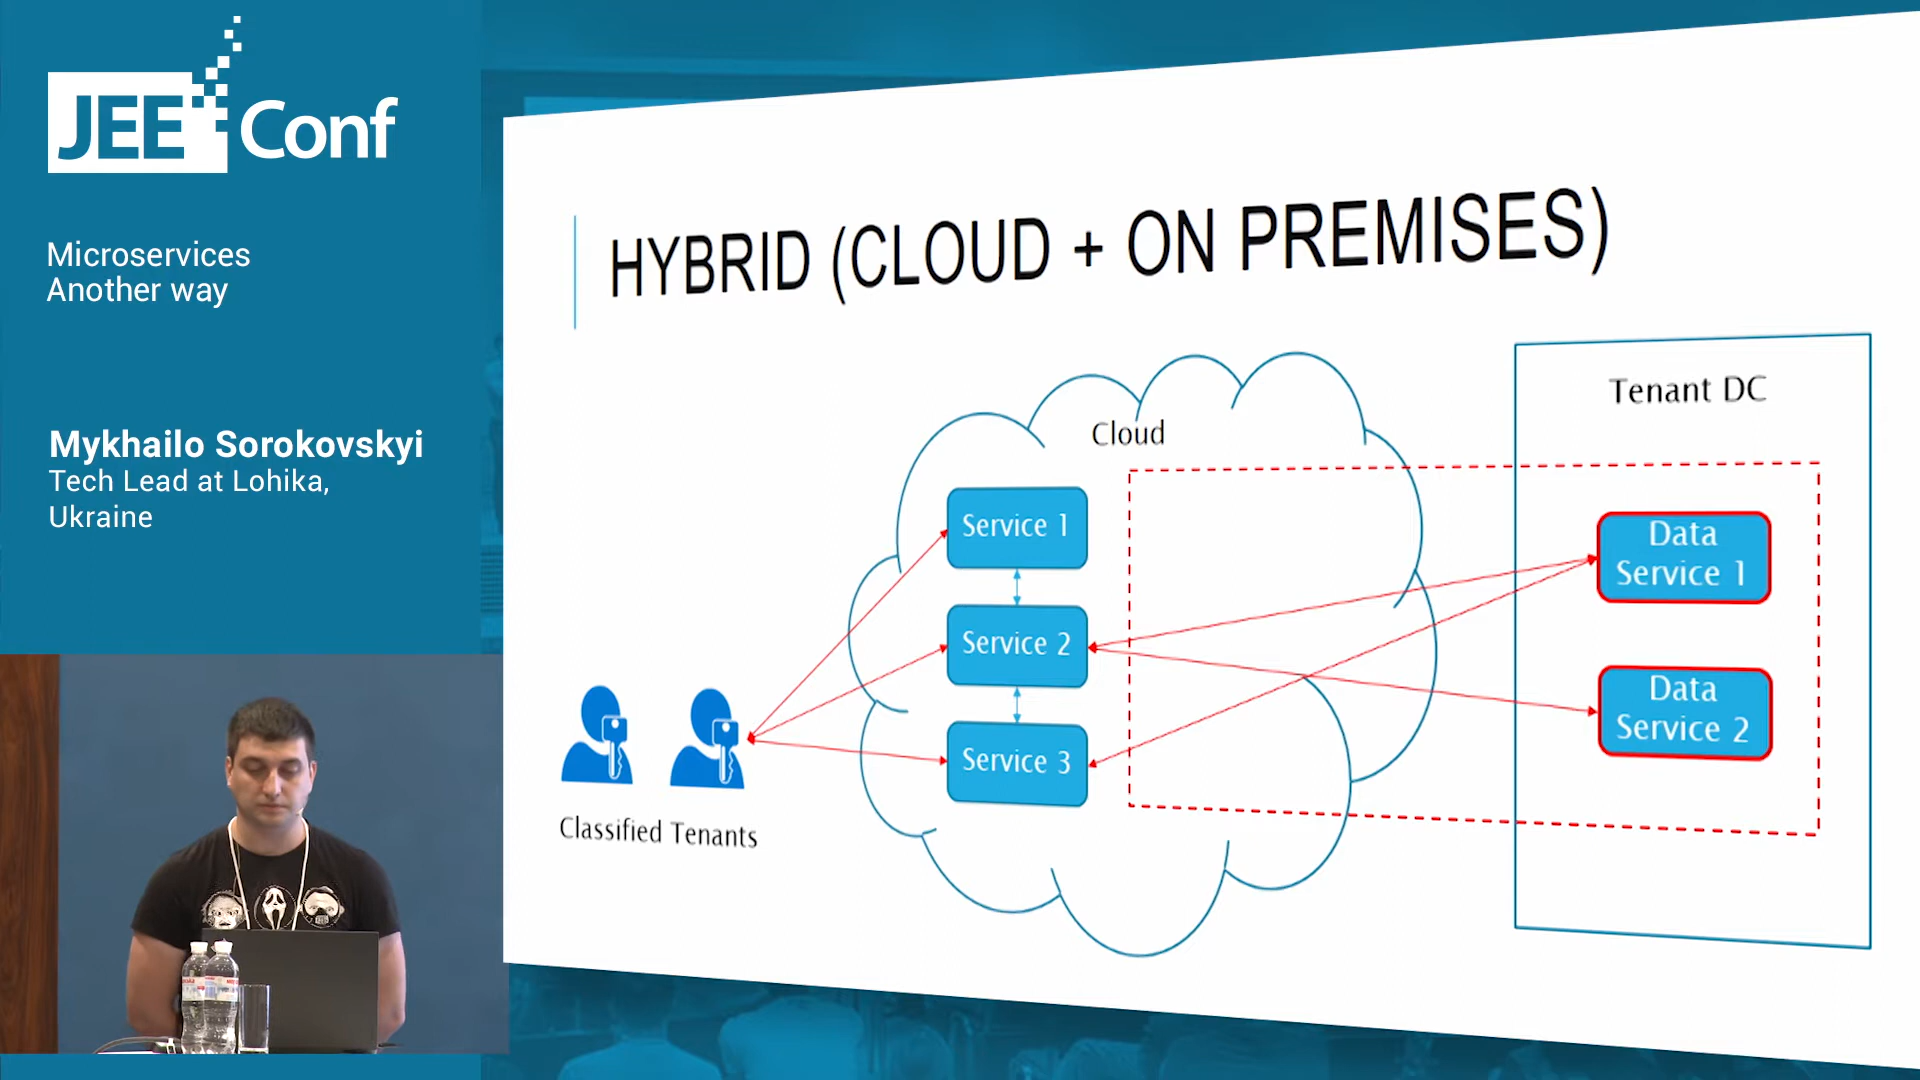 JEE Conf
Microservices
Another way
Mykhailo Sorokovskyi
Tech Lead at Lohika,
Ukraine
HYBRID (CLOUD + ON PREMISES)
Cloud
Tenant DC
Service 1
Service 2
Service 3
Data
Service 1
Data
Service 2
Classified Tenants